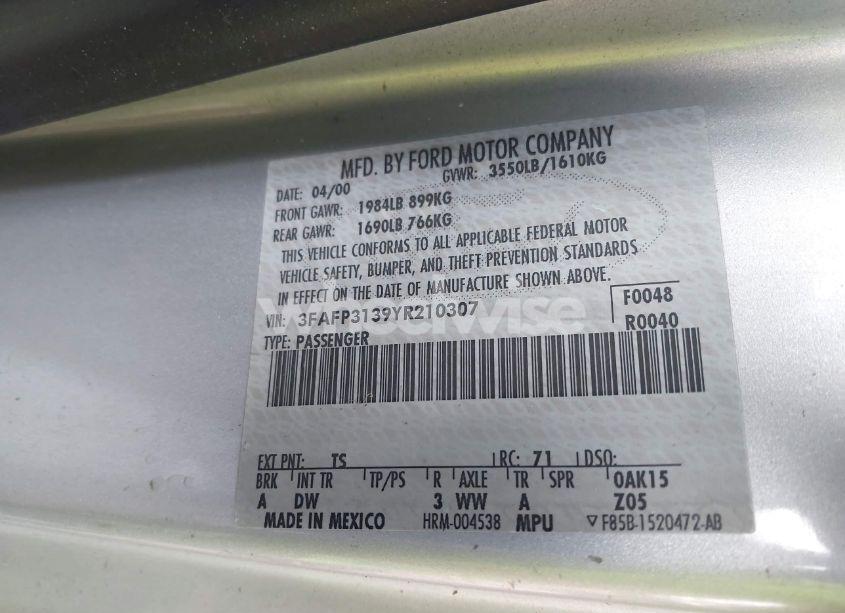 MFD. BY FORD MOTOR COMPANY
DATE: 04/00 GVWR: 3550LB/1610KG
FRONT GAWR: 1984LB 899KG
REAR GAWR: 1690LB 766KG
THIS VEHICLE CONFORMS TO ALL APPLICABLE FEDERAL MOTOR
VEHICLE SAFETY, BUMPER, AND THEFT PREVENTION STANDARDS
IN EFFECT ON THE DATE OF MANUFACTURE SHOWN ABOVE.
VIN: 3FAFP3139YR210307 F0048
TYPE: PASSENGER R0040
wheelwise
EXT PNT: TS RC: 71 DSO:
BRK INT TR TP/PS R AXLE TR SPR 0AK15
A DW 3 WW A Z05
MADE IN MEXICO HRM-004538 MPU ▽ F85B-1520472-AB